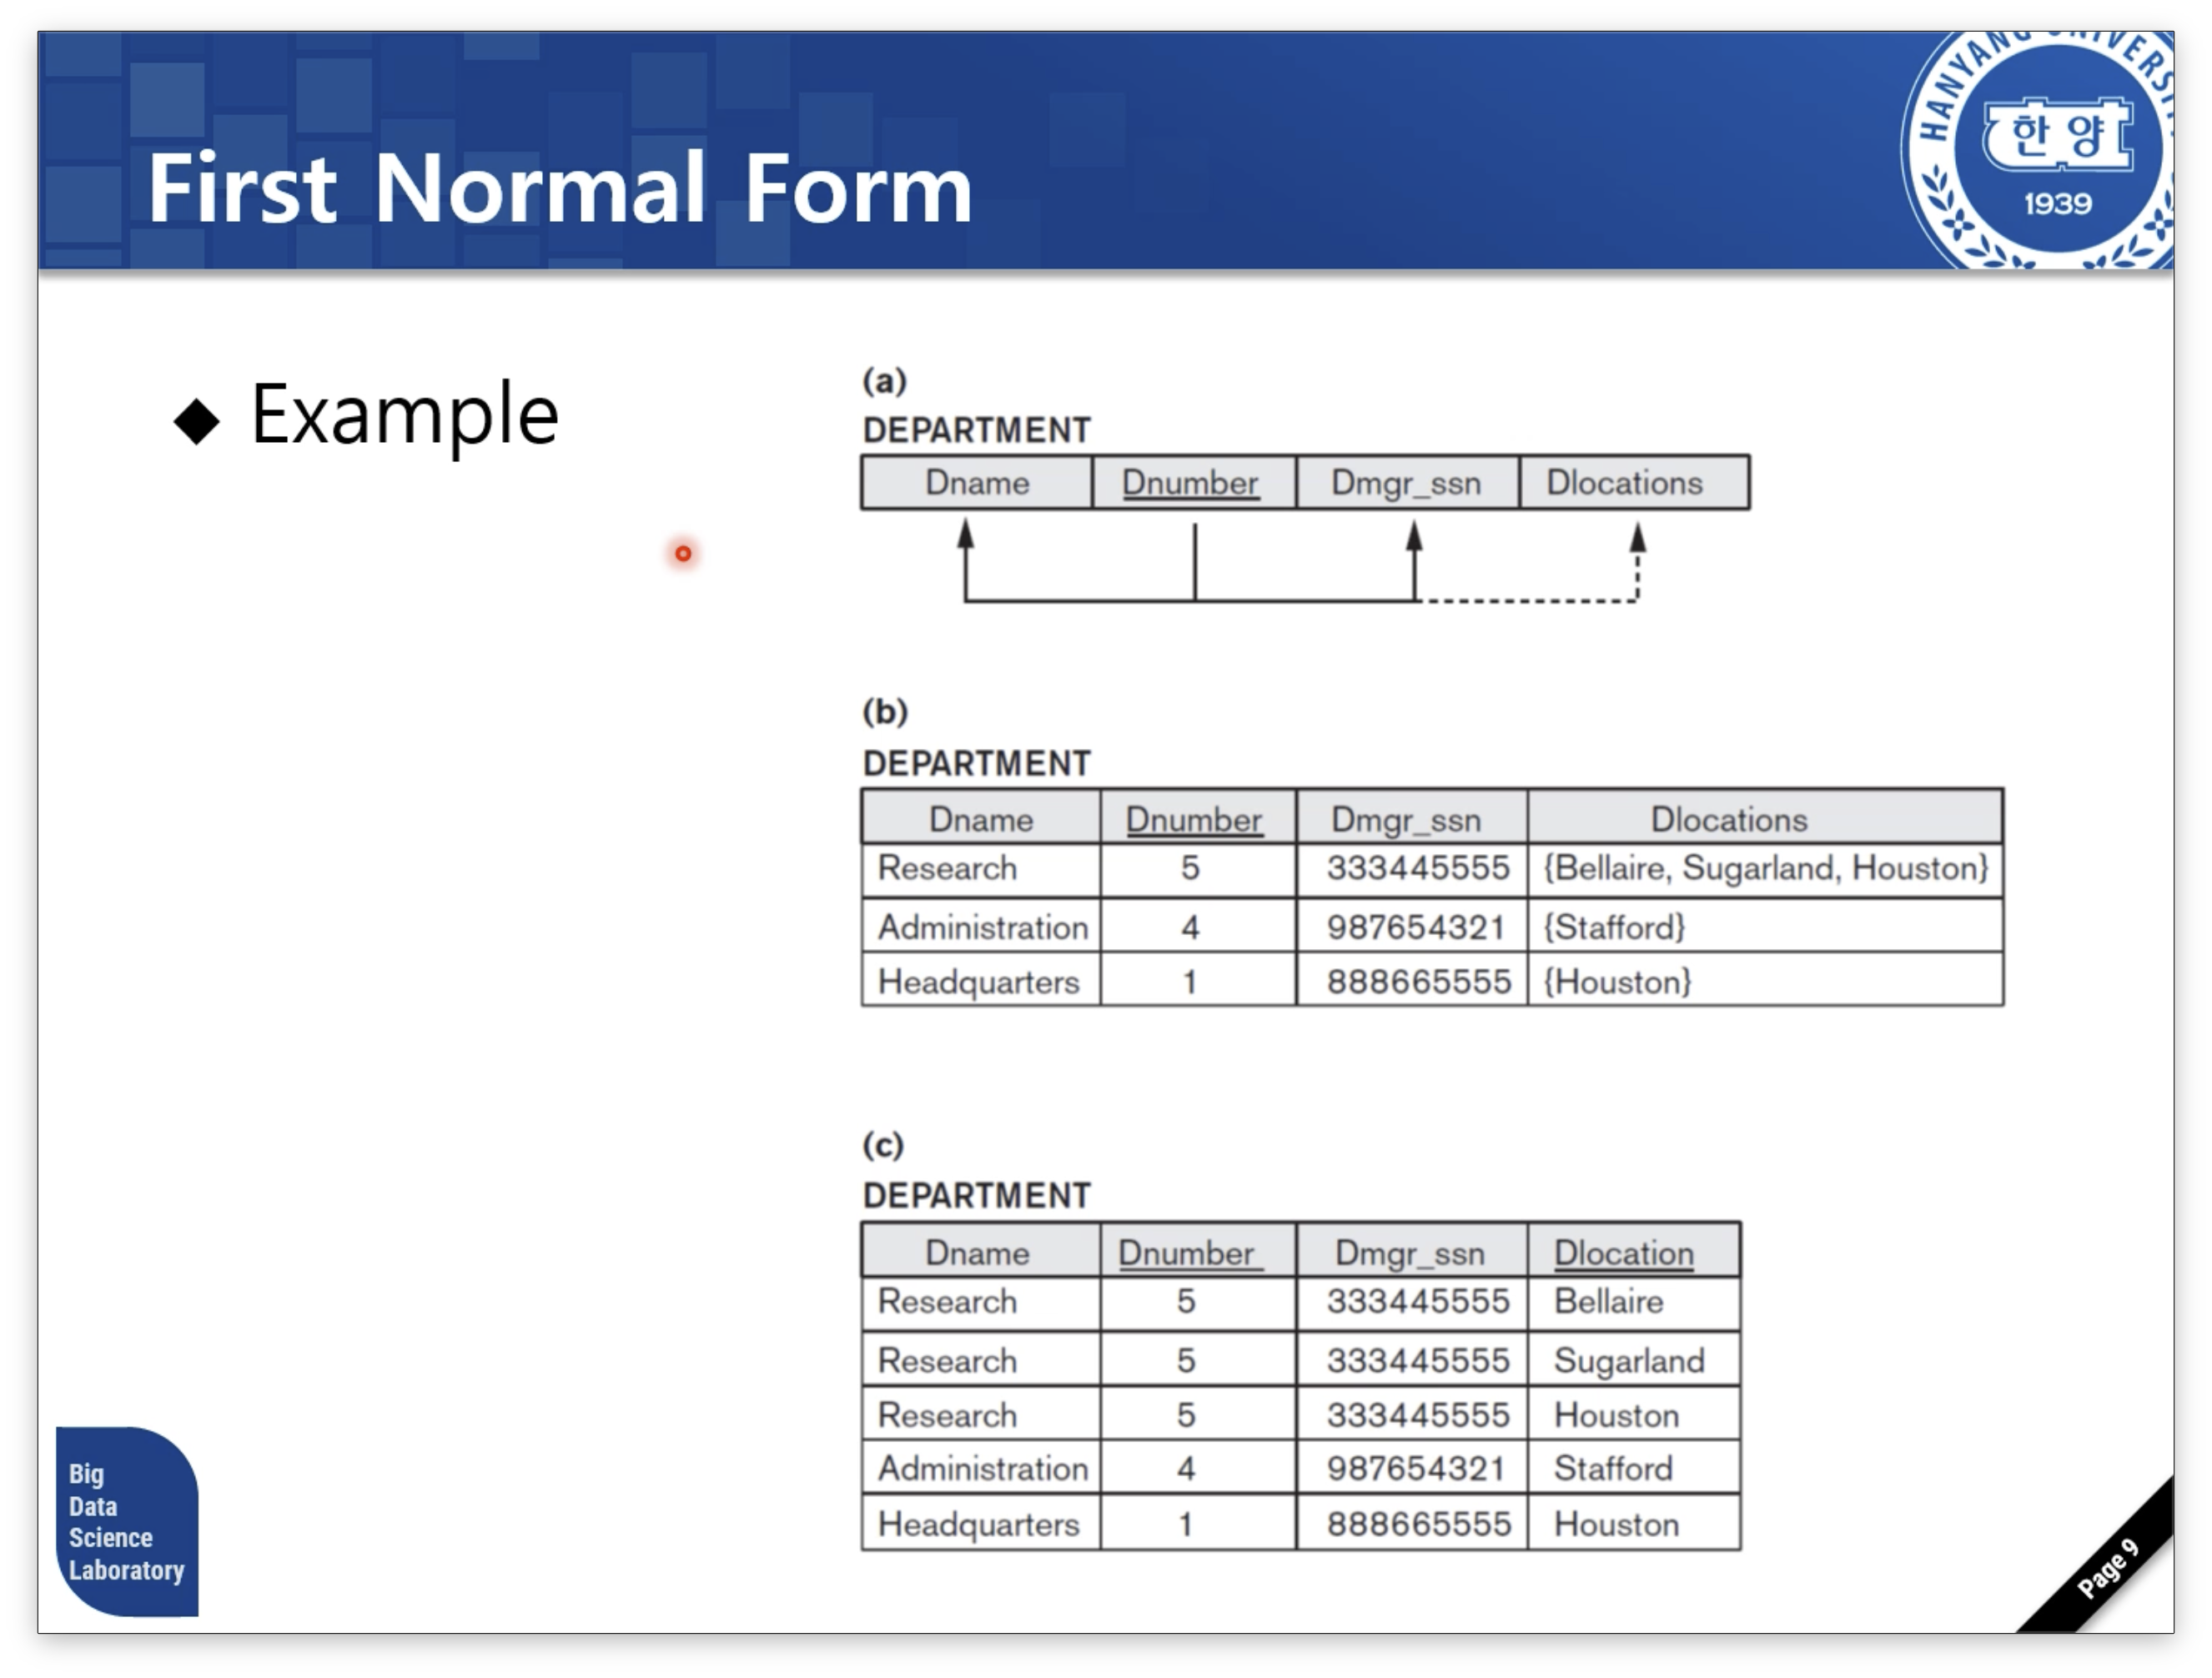 First Normal Form
HANYANG UNIVERSI
한양
1939
◆ Example
(a)
DEPARTMENT
Dname Dnumber Dmgr_ssn Dlocations
(b)
DEPARTMENT
Dname Dnumber Dmgr_ssn Dlocations
Research 5 333445555 {Bellaire, Sugarland, Houston}
Administration 4 987654321 {Stafford}
Headquarters 1 888665555 {Houston}
(c)
DEPARTMENT
Dname Dnumber Dmgr_ssn Dlocation
Research 5 333445555 Bellaire
Research 5 333445555 Sugarland
Research 5 333445555 Houston
Administration 4 987654321 Stafford
Headquarters 1 888665555 Houston
Big
Data
Science
Laboratory
Page 9